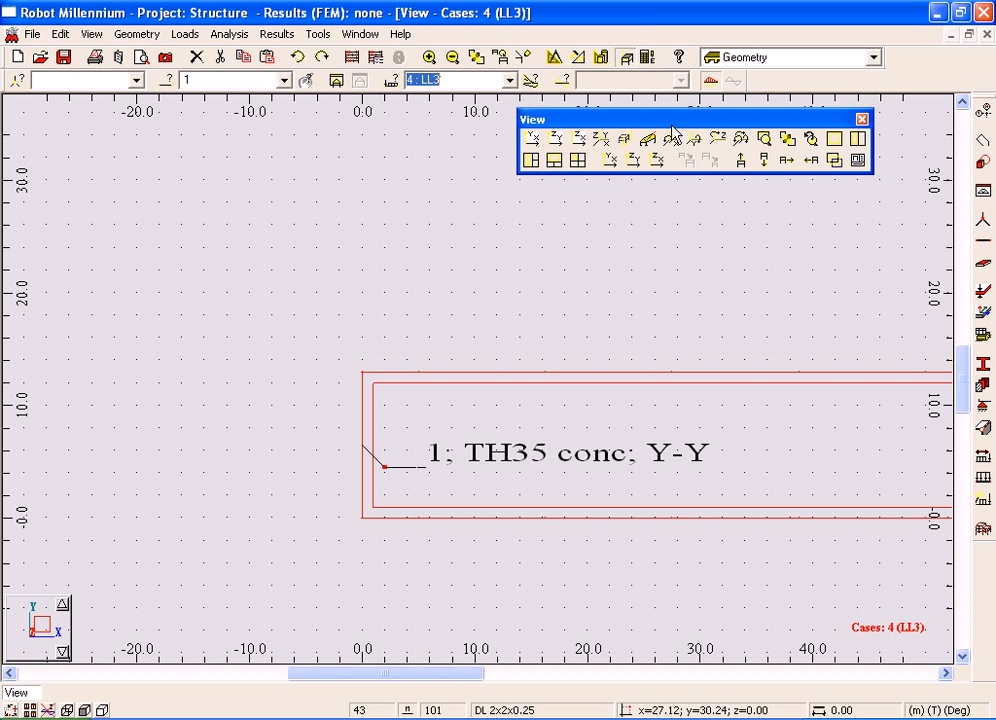 Robot Millennium - Project: Structure - Results (FEM): none - [View - Cases: 4 (LL3)]
File Edit View Geometry Loads Analysis Results Tools Window Help
Geometry
1 4 : LL3
-20.0 -10.0 0.0 40.0
View
30.0 30.0
20.0 20.0
10.0 10.0
1; TH35 conc; Y-Y
-0.0 -0.0
Y
Z X
Cases: 4 (LL3)
-20.0 -10.0 0.0 10.0 20.0 30.0 40.0
View
43 101 DL 2x2x0.25 x=27.12; y=30.24; z=0.00 0.00 (m) (T) (Deg)